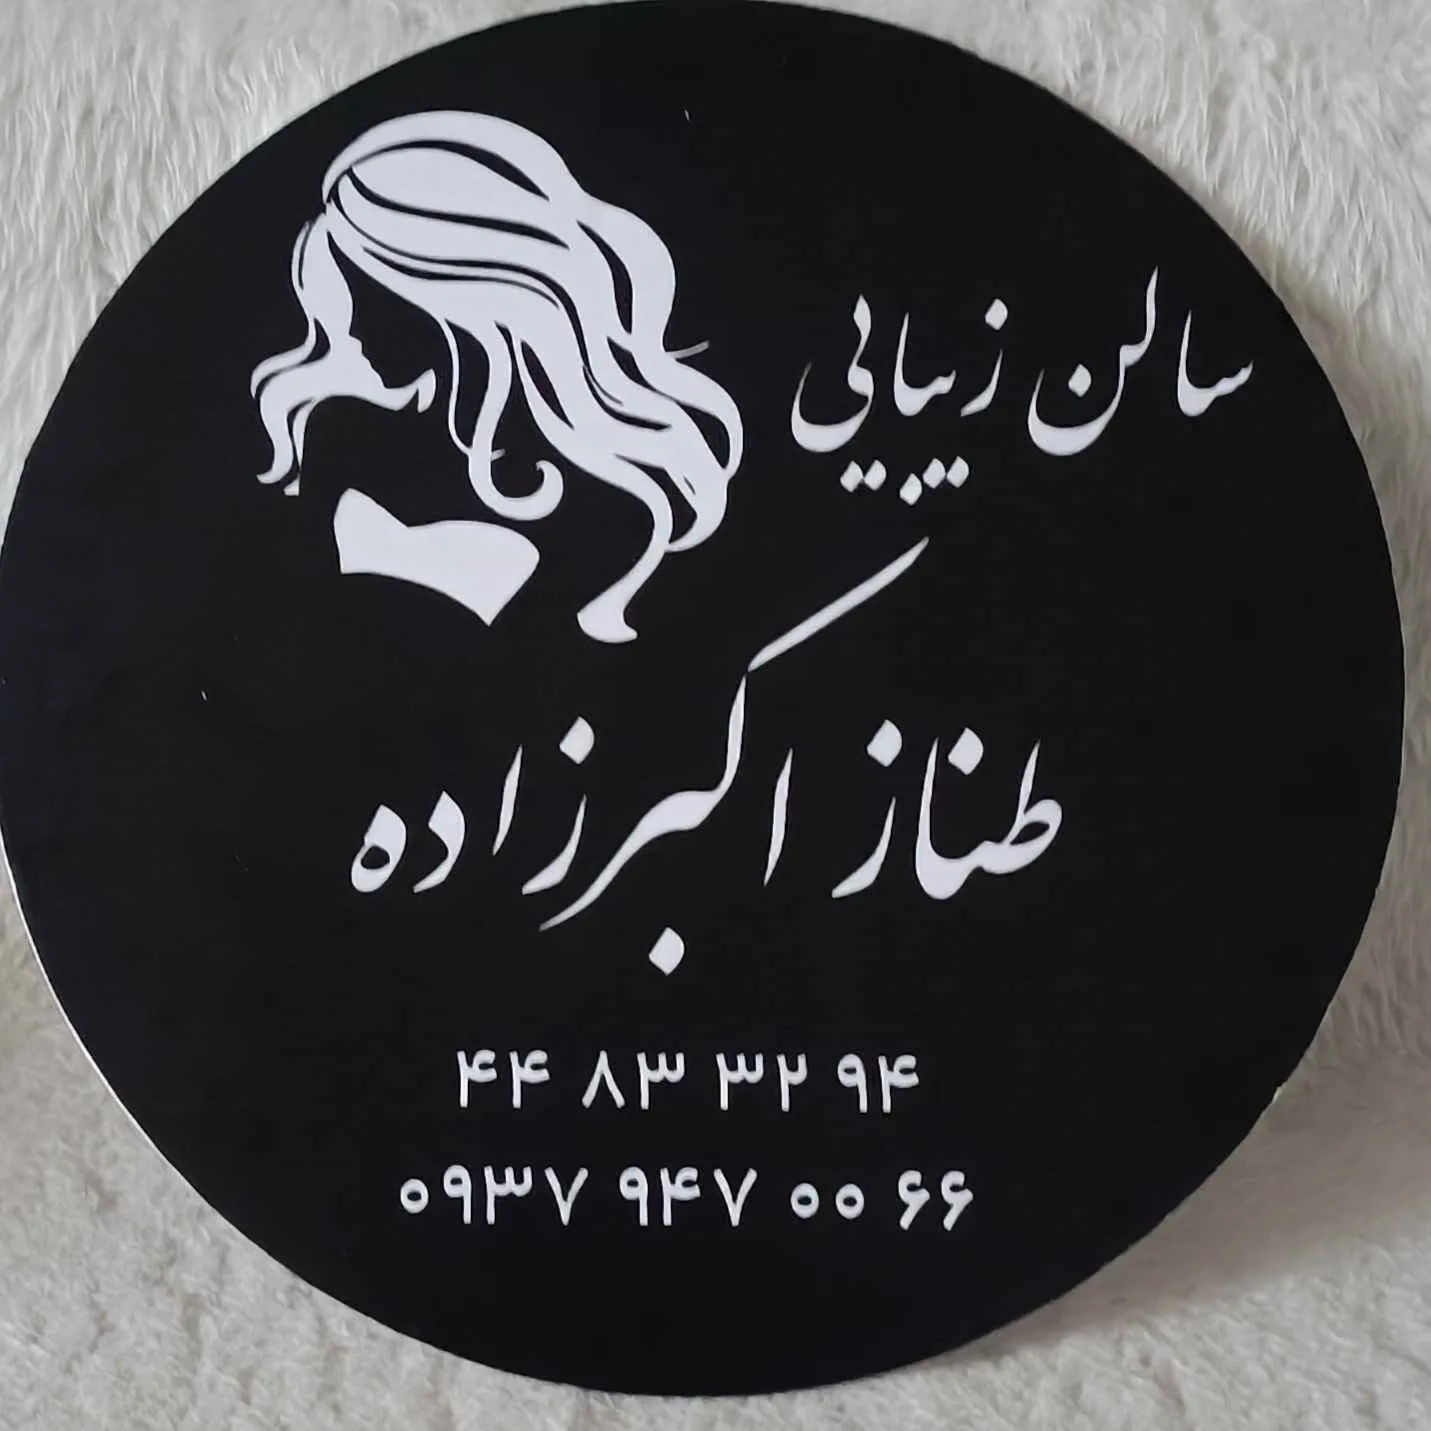 سالن زیبایی
طناز اکبرزاده
۴۴ ۸۳ ۳۲ ۹۴
۰۹۳۷ ۹۴۷ ۰۰ ۶۶